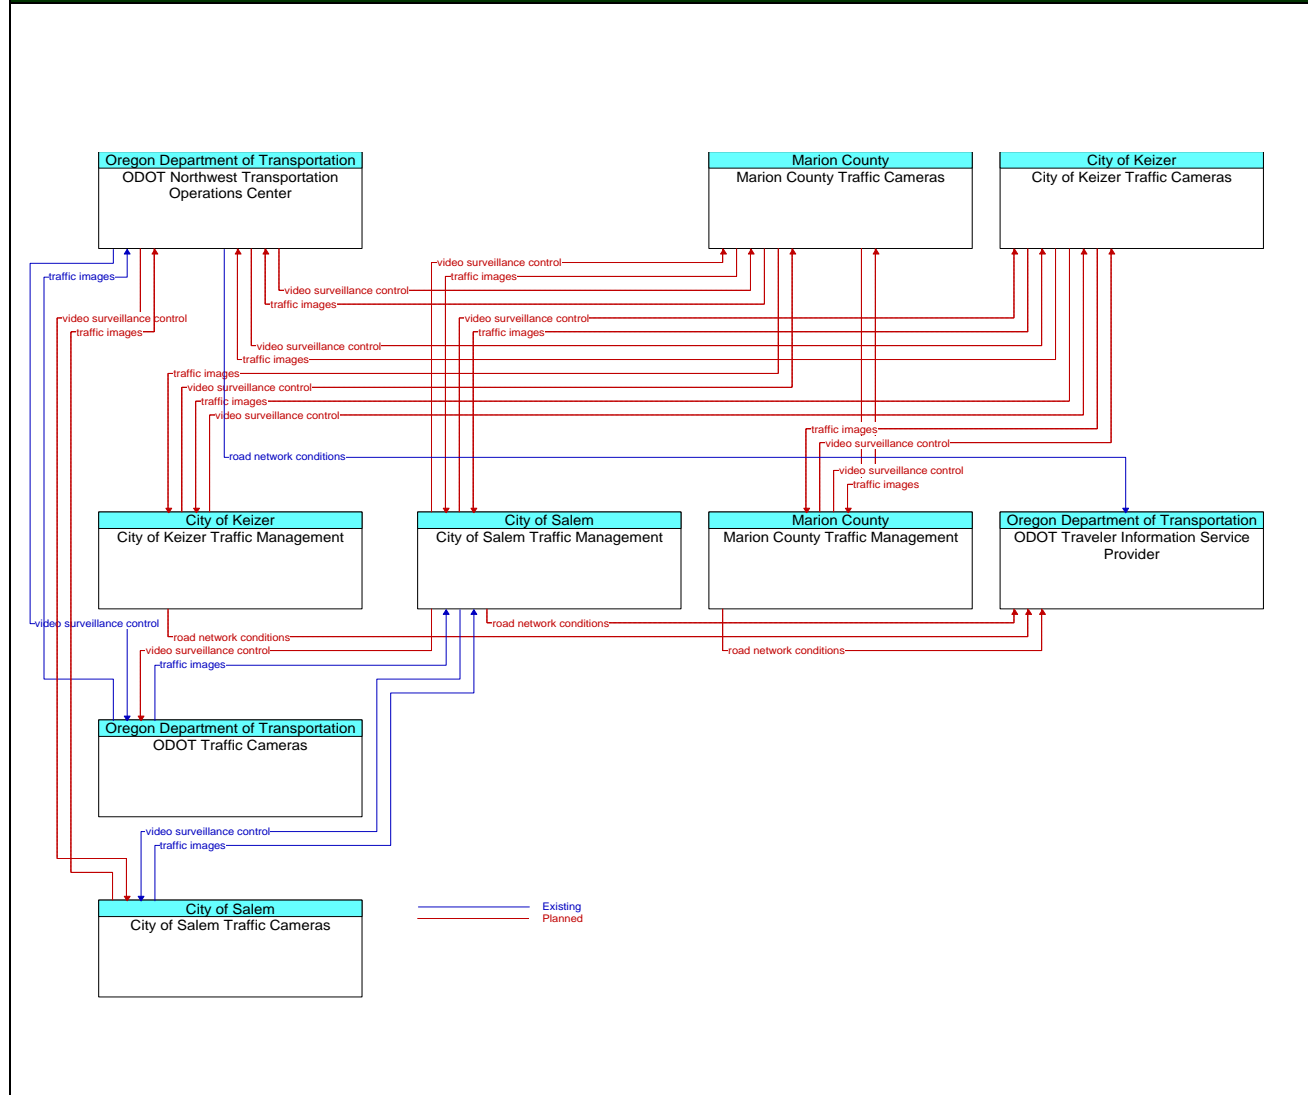 Oregon Department of Transportation
ODOT Northwest Transportation
Operations Center
Marion County
Marion County Traffic Cameras
City of Keizer
City of Keizer Traffic Cameras
video surveillance control
traffic images
traffic images
video surveillance control
traffic images
video surveillance control
video surveillance control
traffic images
traffic images
video surveillance control
traffic images
traffic images
video surveillance control
traffic images
video surveillance control
traffic images
video surveillance control
road network conditions
video surveillance control
traffic images
City of Keizer
City of Keizer Traffic Management
City of Salem
City of Salem Traffic Management
Marion County
Marion County Traffic Management
Oregon Department of Transportation
ODOT Traveler Information Service
Provider
video surveillance control
road network conditions
road network conditions
video surveillance control
road network conditions
traffic images
Oregon Department of Transportation
ODOT Traffic Cameras
video surveillance control
traffic images
City of Salem
City of Salem Traffic Cameras
Existing
Planned